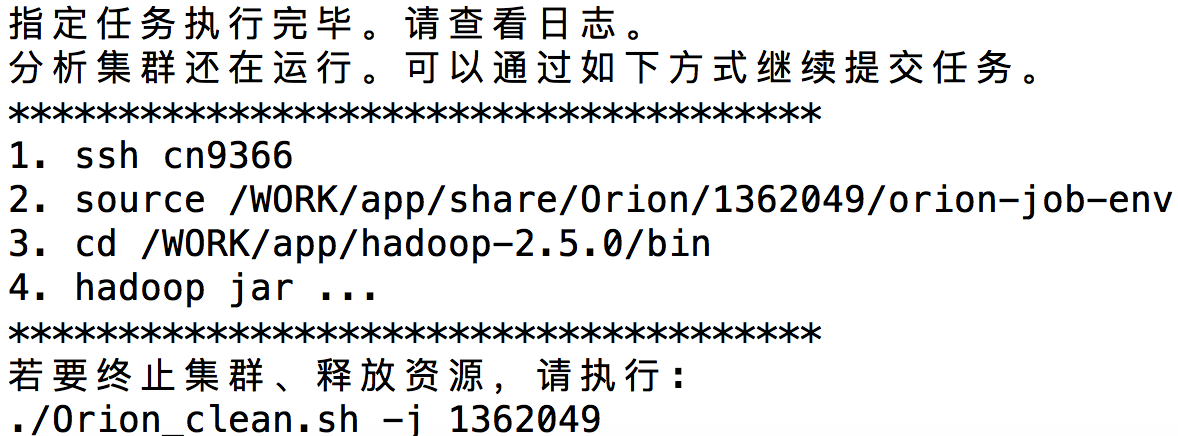 指定任务执行完毕。请查看日志。
分析集群还在运行。可以通过如下方式继续提交任务。
*************************************
1. ssh cn9366
2. source /WORK/app/share/Orion/1362049/orion-job-env
3. cd /WORK/app/hadoop-2.5.0/bin
4. hadoop jar ...
*************************************
若要终止集群、释放资源，请执行：
./Orion_clean.sh -j 1362049